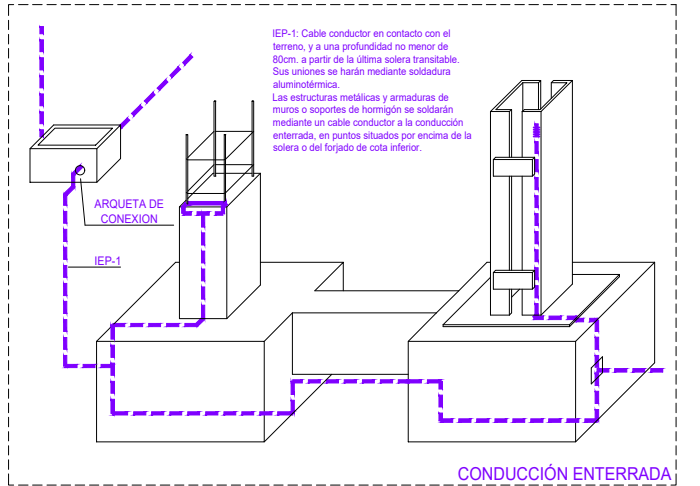 IEP-1: Cable conductor en contacto con el
terreno, y a una profundidad no menor de
80cm. a partir de la última solera transitable.
Sus uniones se harán mediante soldadura
aluminotérmica.
Las estructuras metálicas y armaduras de
muros o soportes de hormigón se soldarán
mediante un cable conductor a la conducción
enterrada, en puntos situados por encima de la
solera o del forjado de cota inferior.
ARQUETA DE
CONEXION
IEP-1
CONDUCCIÓN ENTERRADA